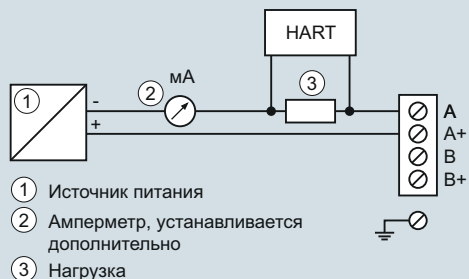 HART
мА
1
2
3
-
+
A
A+
B
B+
1 Источник питания
2 Амперметр, устанавливается
дополнительно
3 Нагрузка